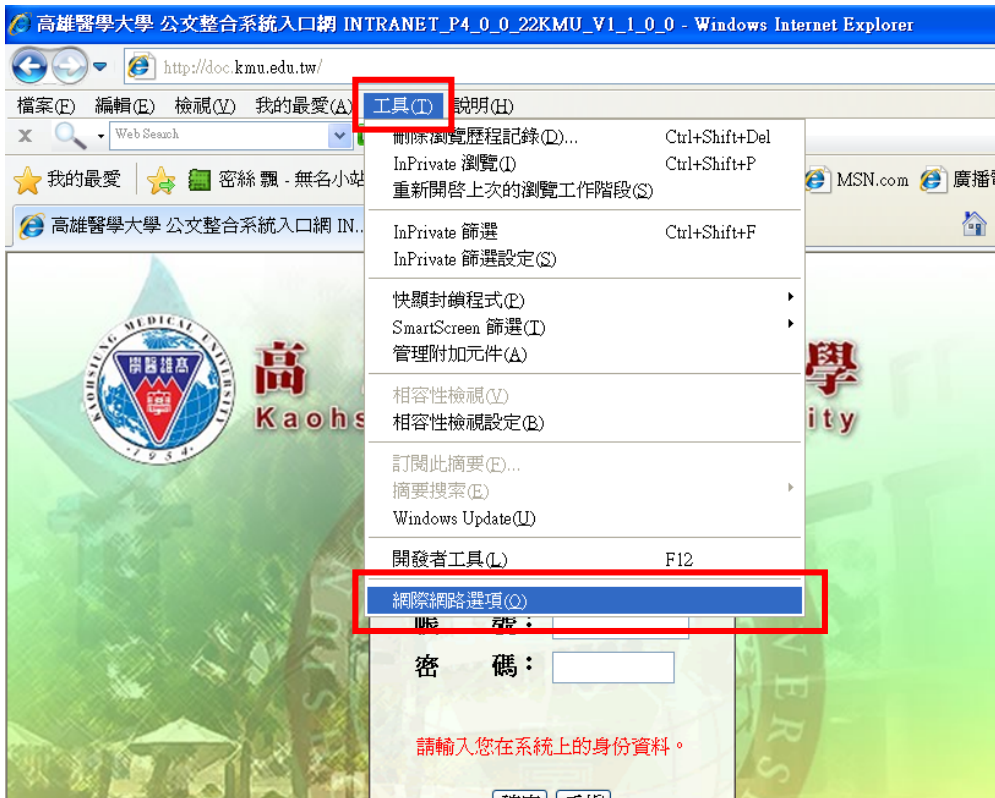 高雄醫學大學 公文整合系統入口網 INTRANET_P4_0_0_22KMU_V1_1_0_0 - Windows Internet Explorer
http://doc.kmu.edu.tw/
檔案(F) 編輯(E) 檢視(V) 我的最愛(A) 工具(T) 說明(H)
X Web Search
刪除瀏覽歷程記錄(D)... Ctrl+Shift+Del
InPrivate 瀏覽(I) Ctrl+Shift+P
我的最愛 密絲 飄 - 無名小站 MSN.com 廣播
重新開啟上次的瀏覽工作階段(S)
高雄醫學大學 公文整合系統入口網 IN...
InPrivate 篩選 Ctrl+Shift+F
InPrivate 篩選設定(S)
快顯封鎖程式(P)
SmartScreen 篩選(T)
管理附加元件(A)
相容性檢視(V)
相容性檢視設定(B)
訂閱此摘要(F)...
摘要搜索(E)
Windows Update(U)
開發者工具(L) F12
網際網路選項(O)
KAOHSIUNG MEDICAL UNIVERSITY
學醫雄高
1954
高 學
Kaohs ity
帳 號：
密 碼：
請輸入您在系統上的身份資料。